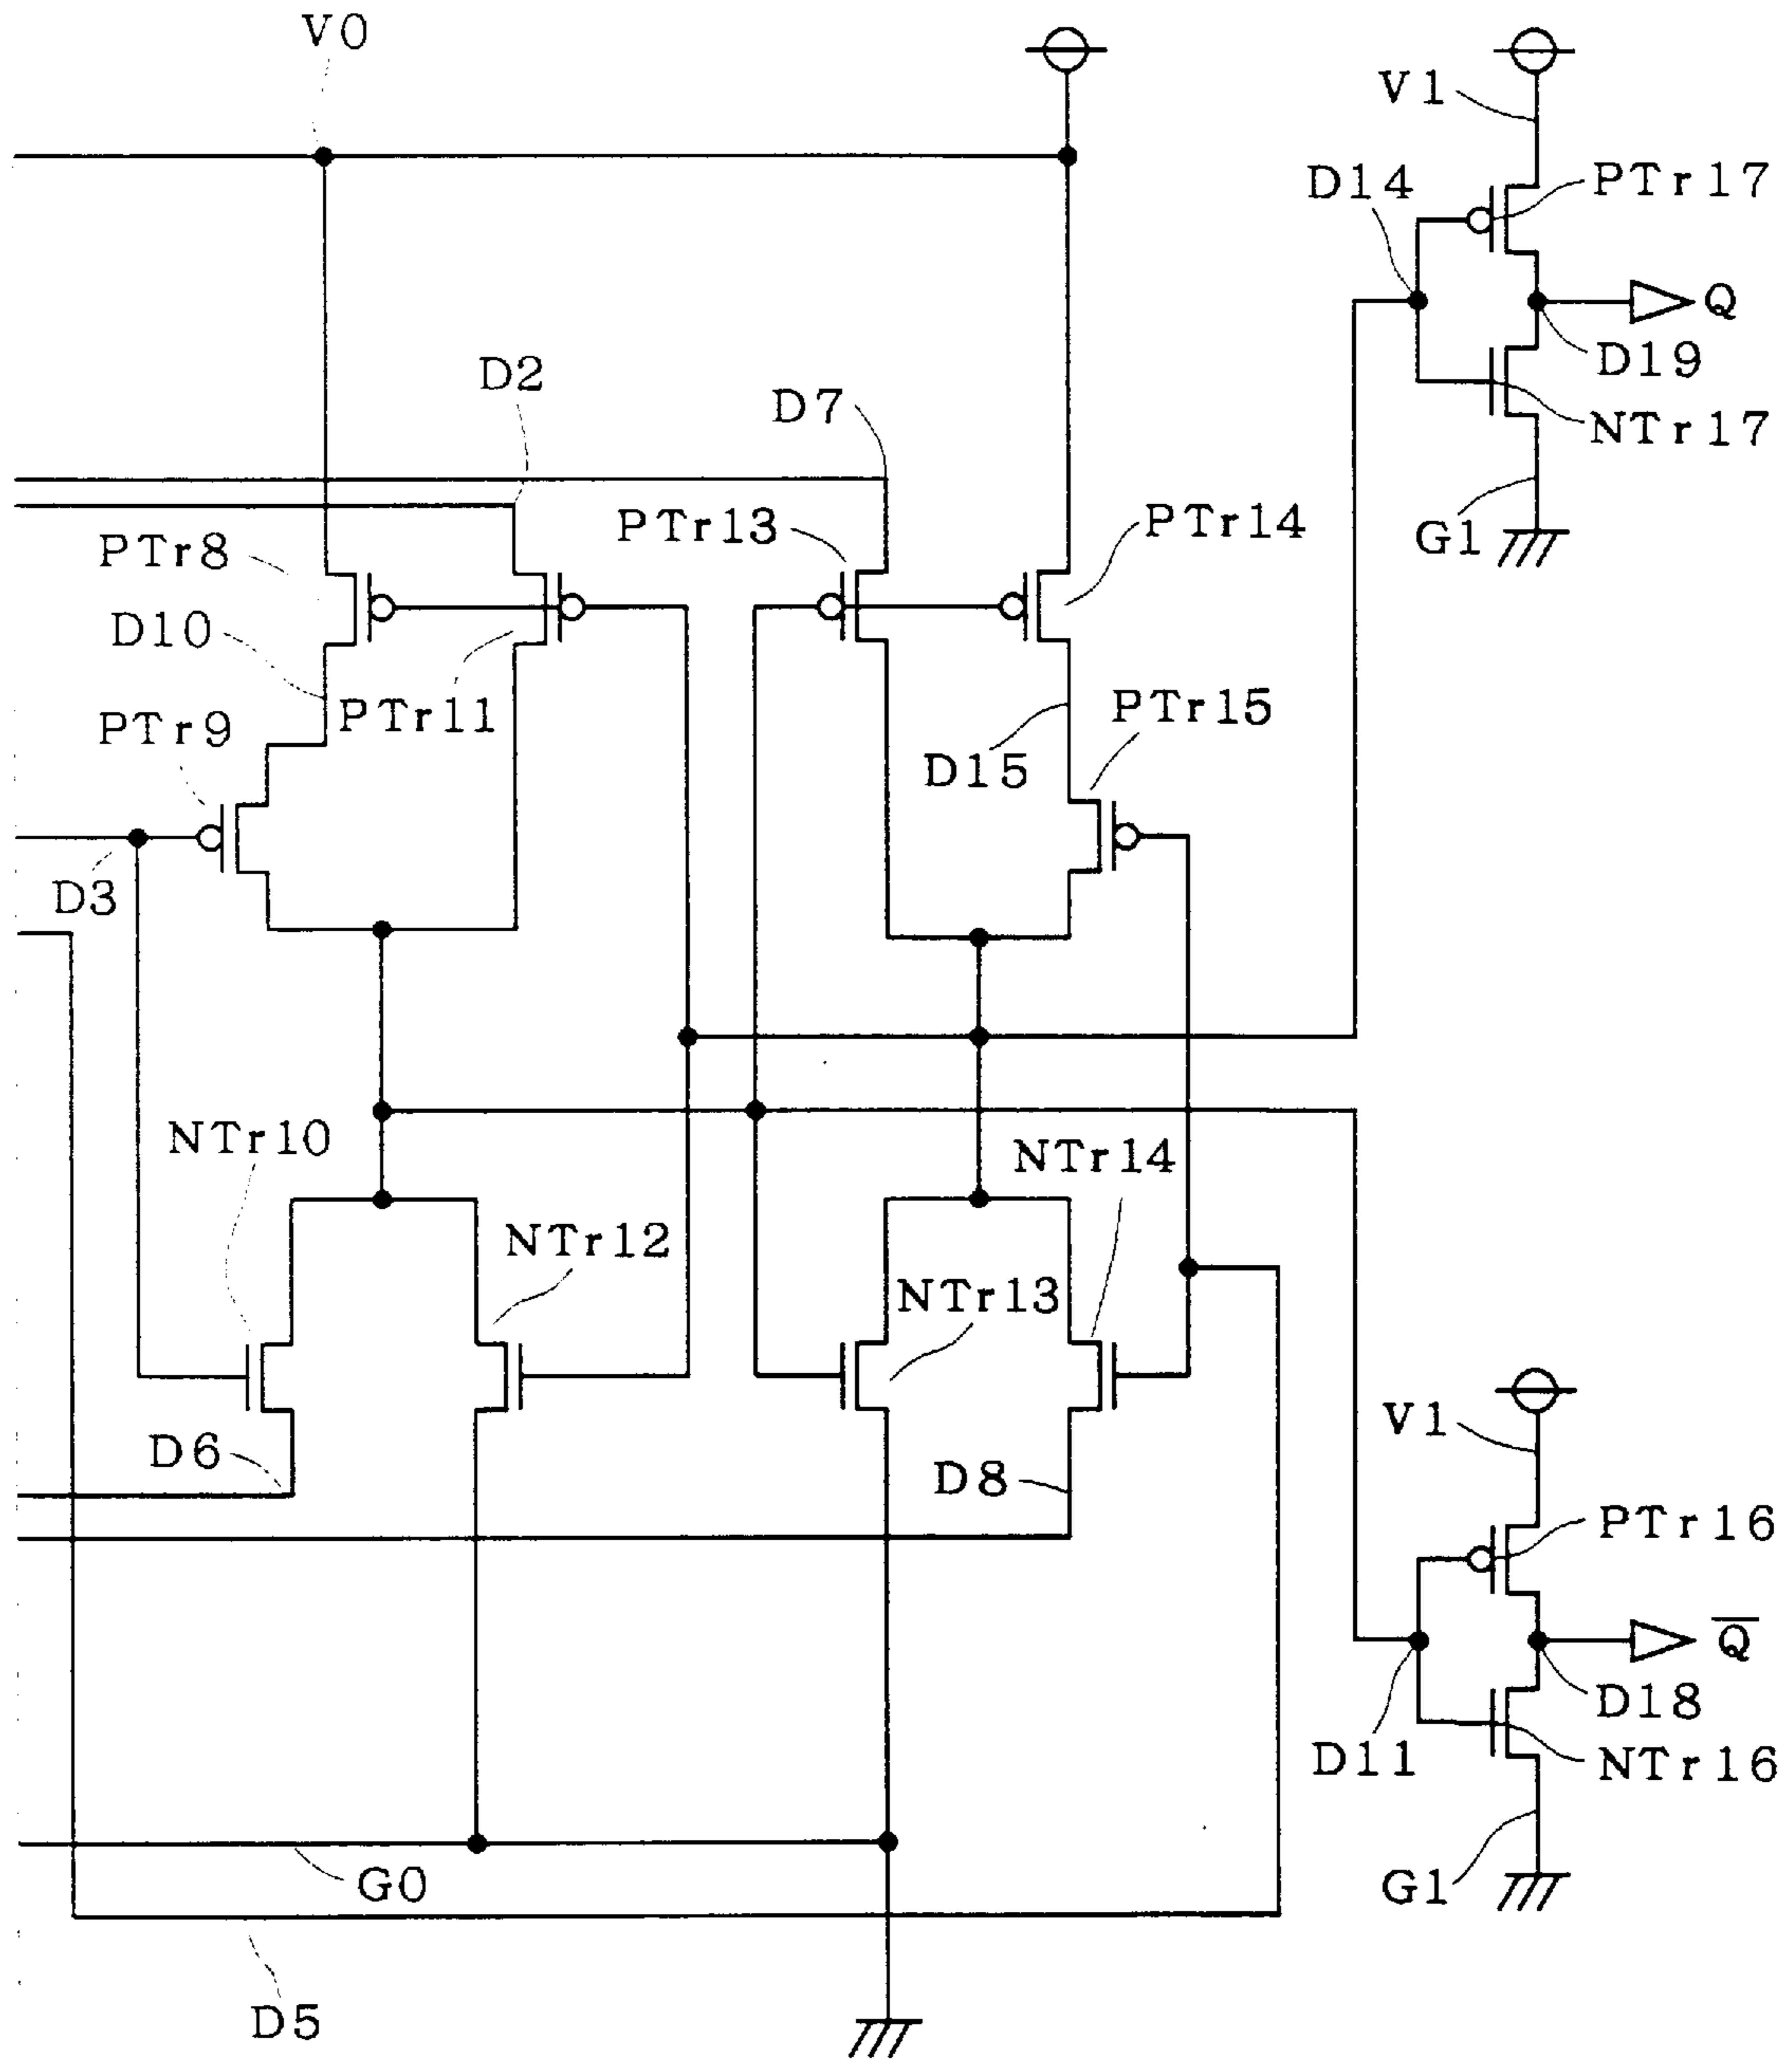 V0
V1
D14
PTr17
Q
D19
NTr17
G1
D2
D7
PTr8
PTr13
PTr14
D10
PTr9
PTr11
PTr15
D15
D3
NTr10
NTr14
NTr12
NTr13
D6
D8
V1
PTr16
Q̅
D18
D11
NTr16
G0
G1
D5